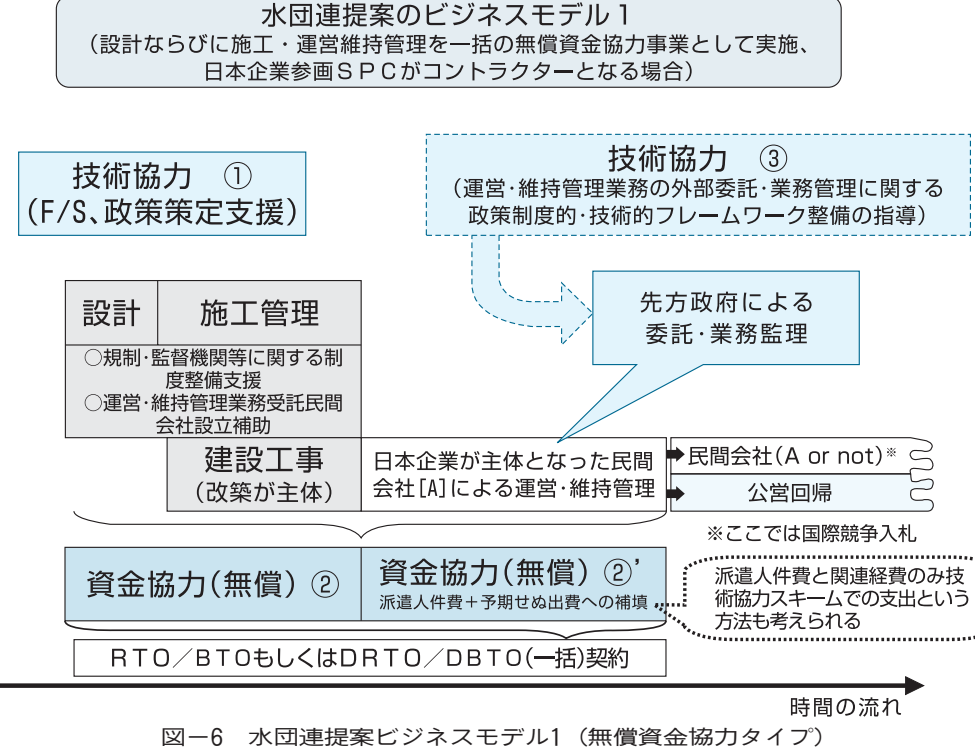 水団連提案のビジネスモデル1
(設計ならびに施工・運営維持管理を一括の無償資金協力事業として実施、
日本企業参画SPCがコントラクターとなる場合)
技術協力 ①
(F/S、政策策定支援)
技術協力 ③
(運営・維持管理業務の外部委託・業務管理に関する
政策制度的・技術的フレームワーク整備の指導)
先方政府による
委託・業務監理
設計
施工管理
○規制・監督機関等に関する制
度整備支援
○運営・維持管理業務受託民間
会社設立補助
建設工事
(改築が主体)
日本企業が主体となった民間
会社[A]による運営・維持管理
民間会社(A or not)※
公営回帰
※ここでは国際競争入札
資金協力(無償) ②
資金協力(無償) ②’
派遣人件費+予期せぬ出費への補填
派遣人件費と関連経費のみ技
術協力スキームでの支出という
方法も考えられる
RTO/BTOもしくはDRTO/DBTO(一括)契約
時間の流れ
図-6 水団連提案ビジネスモデル1(無償資金協力タイプ)